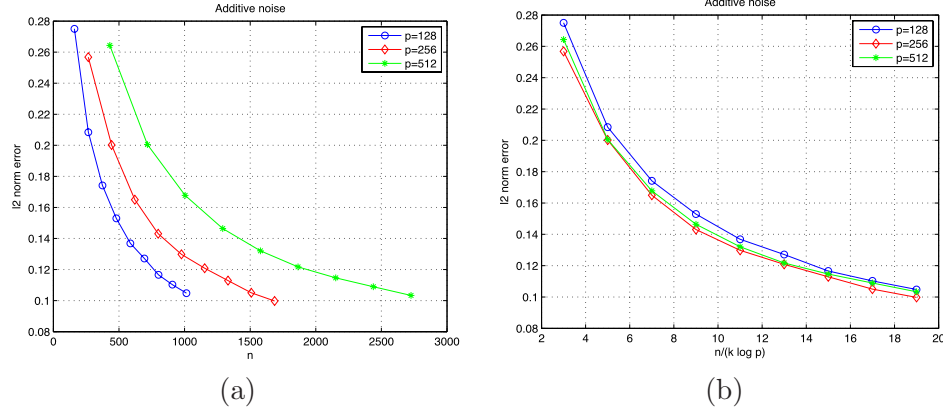 Additive noise
0.28
0.26
0.24
0.22
0.2
0.18
0.16
0.14
0.12
0.1
0.08
l2 norm error
0
500
1000
1500
2000
2500
3000
n
p=128
p=256
p=512
(a)
Additive noise
0.28
0.26
0.24
0.22
0.2
0.18
0.16
0.14
0.12
0.1
0.08
l2 norm error
2
4
6
8
10
12
14
16
18
20
n/(k log p)
p=128
p=256
p=512
(b)